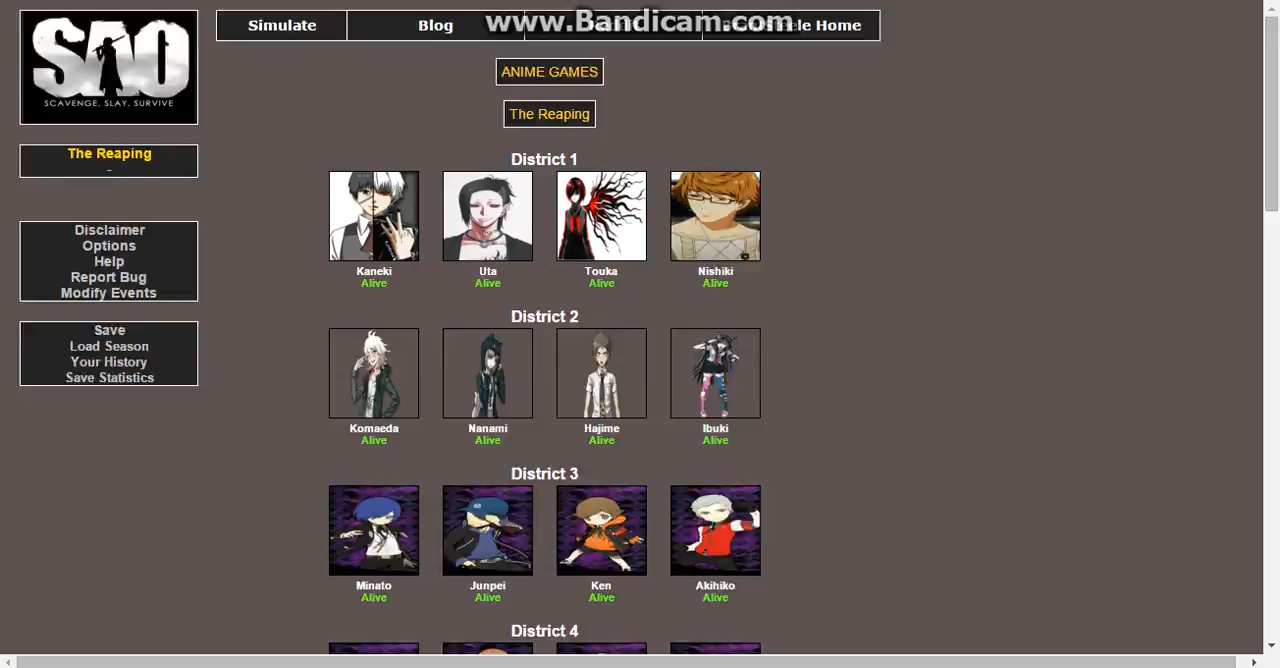 www.Bandicam.com
Simulate
Blog
Home
SAO
SCAVENGE, SLAY, SURVIVE
ANIME GAMES
The Reaping
The Reaping
-
Disclaimer
Options
Help
Report Bug
Modify Events
Save
Load Season
Your History
Save Statistics
District 1
Kaneki Uta Touka Nishiki
Alive Alive Alive Alive
District 2
Komaeda Nanami Hajime Ibuki
Alive Alive Alive Alive
District 3
Minato Junpei Ken Akihiko
Alive Alive Alive Alive
District 4